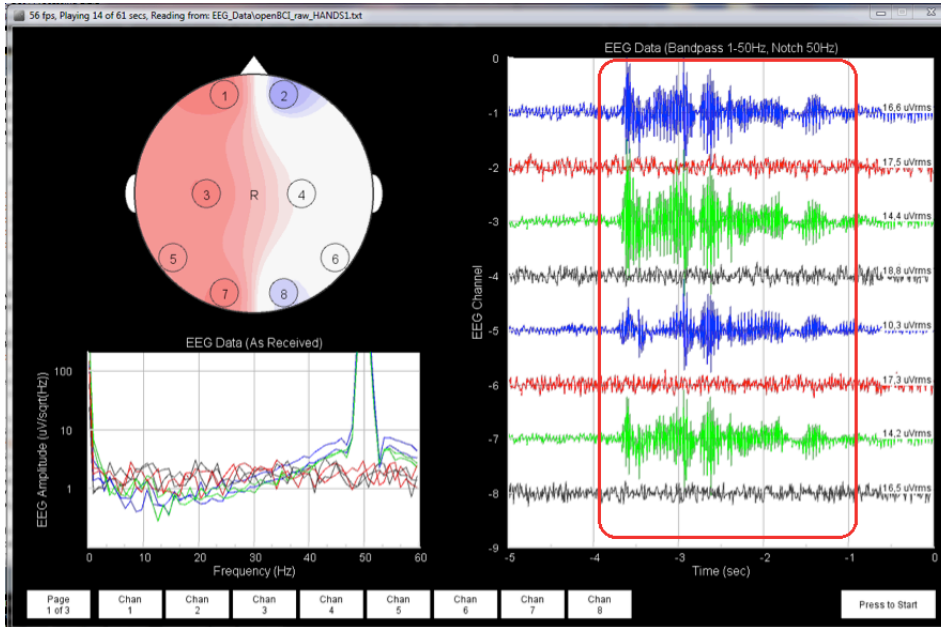 56 fps, Playing 14 of 61 secs, Reading from: EEG_Data\openBCI_raw_HANDS1.txt
1
2
3
R
4
5
6
7
8
EEG Data (Bandpass 1-50Hz, Notch 50Hz)
EEG Channel
0
-1
-2
-3
-4
-5
-6
-7
-8
-9
16,6 uVrms
17,5 uVrms
14,4 uVrms
18,8 uVrms
10,3 uVrms
17,3 uVrms
14,2 uVrms
16,5 uVrms
-5
-4
-3
-2
-1
0
Time (sec)
EEG Data (As Received)
EEG Amplitude (uV/sqrt(Hz))
100
10
1
0
10
20
30
40
50
60
Frequency (Hz)
Page
1 of 3
Chan
1
Chan
2
Chan
3
Chan
4
Chan
5
Chan
6
Chan
7
Chan
8
Press to Start